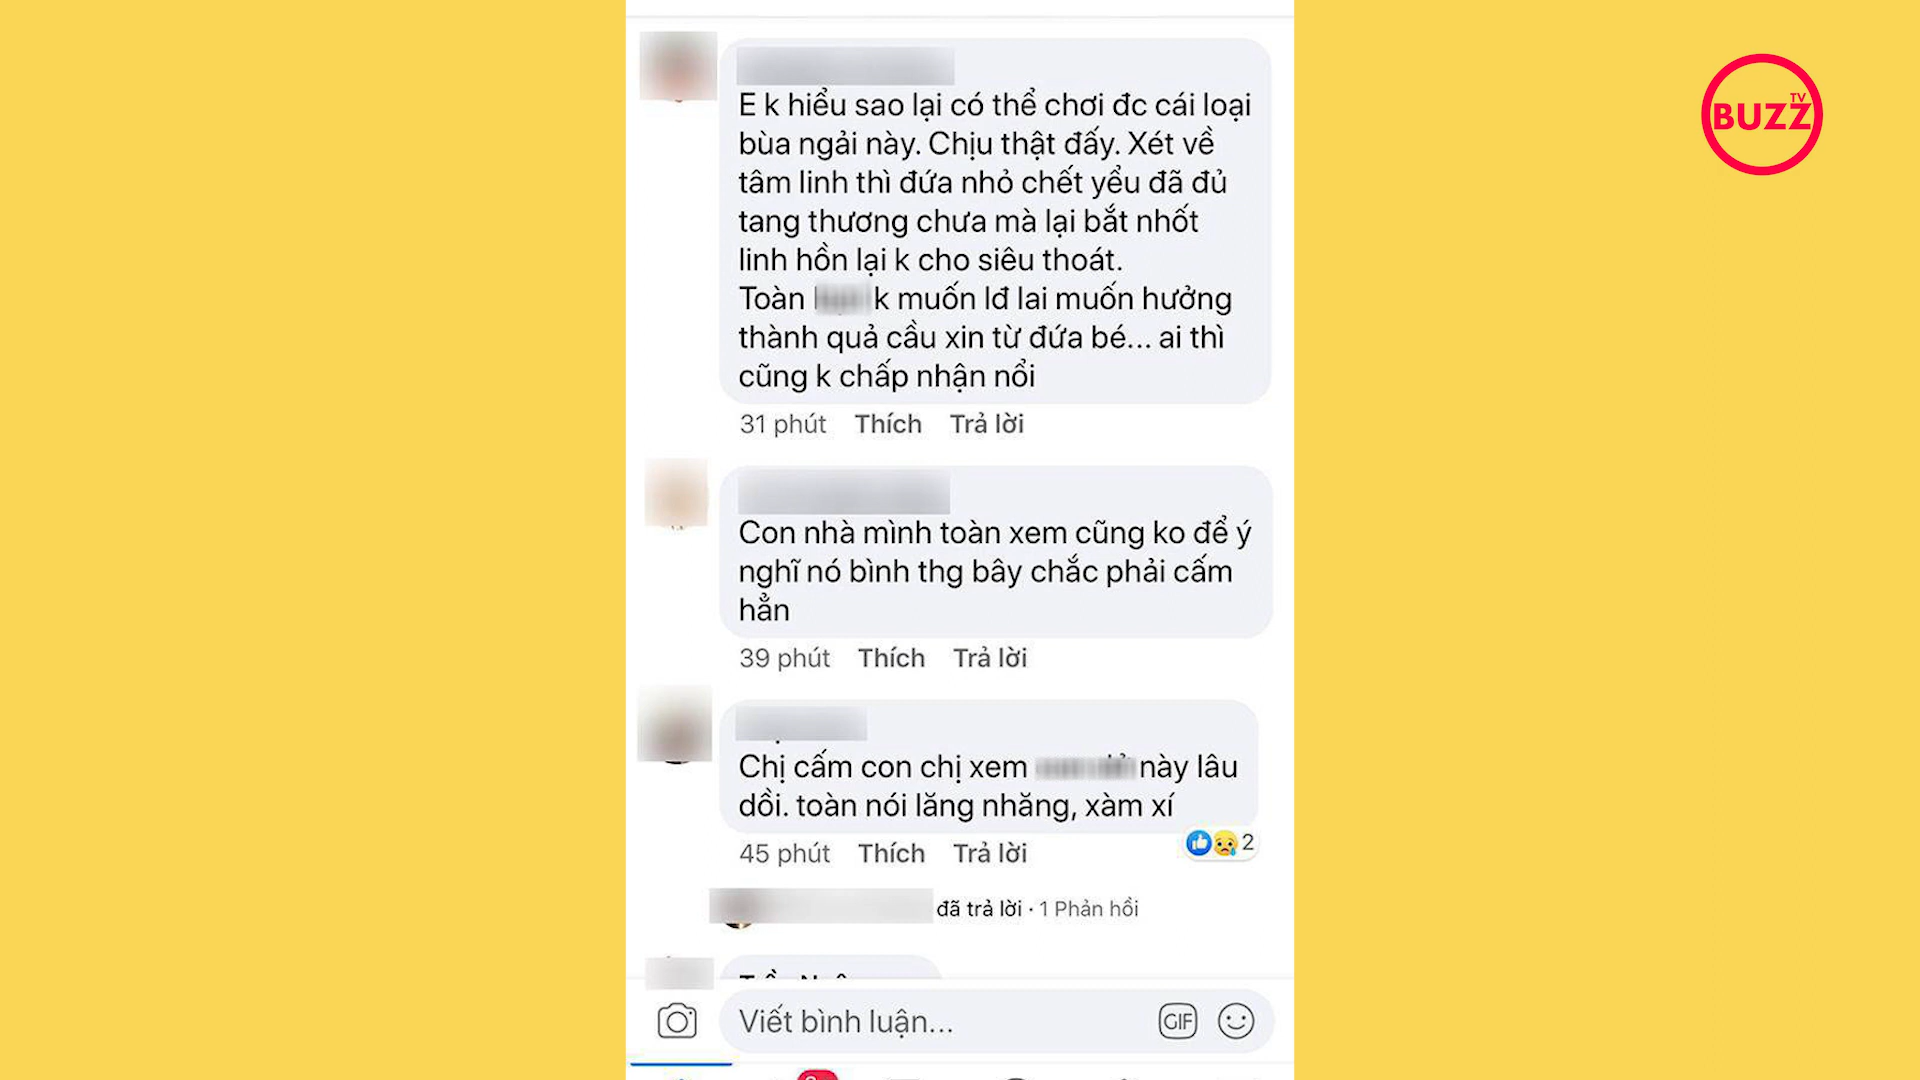 BUZZ TV
E k hiểu sao lại có thể chơi đc cái loại
bùa ngải này. Chịu thật đấy. Xét về
tâm linh thì đứa nhỏ chết yểu đã đủ
tang thương chưa mà lại bắt nhốt
linh hồn lại k cho siêu thoát.
Toàn k muốn lđ lai muốn hưởng
thành quả cầu xin từ đứa bé... ai thì
cũng k chấp nhận nổi
31 phút Thích Trả lời
Con nhà mình toàn xem cũng ko để ý
nghĩ nó bình thg bây chắc phải cấm
hẳn
39 phút Thích Trả lời
Chị cấm con chị xem này lâu
dồi. toàn nói lăng nhăng, xàm xí
2
45 phút Thích Trả lời
đã trả lời · 1 Phản hồi
Viết bình luận...
GIF